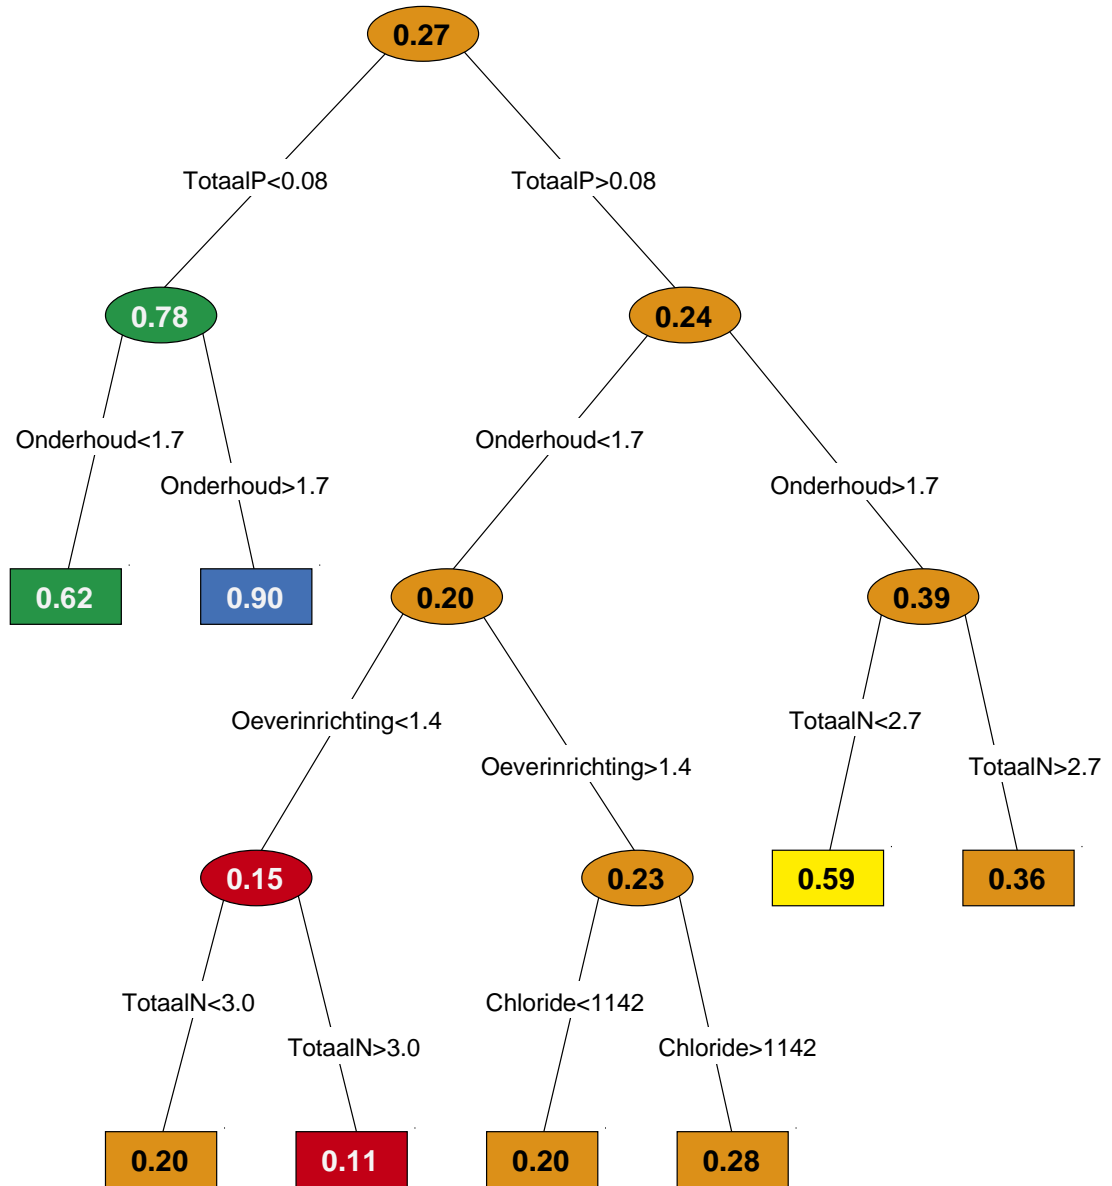 0.27
TotaalP<0.08
TotaalP>0.08
0.78
0.24
Onderhoud<1.7
Onderhoud>1.7
Onderhoud<1.7
Onderhoud>1.7
0.62
0.90
0.20
0.39
Oeverinrichting<1.4
Oeverinrichting>1.4
TotaalN<2.7
TotaalN>2.7
0.15
0.23
0.59
0.36
TotaalN<3.0
TotaalN>3.0
Chloride<1142
Chloride>1142
0.20
0.11
0.20
0.28